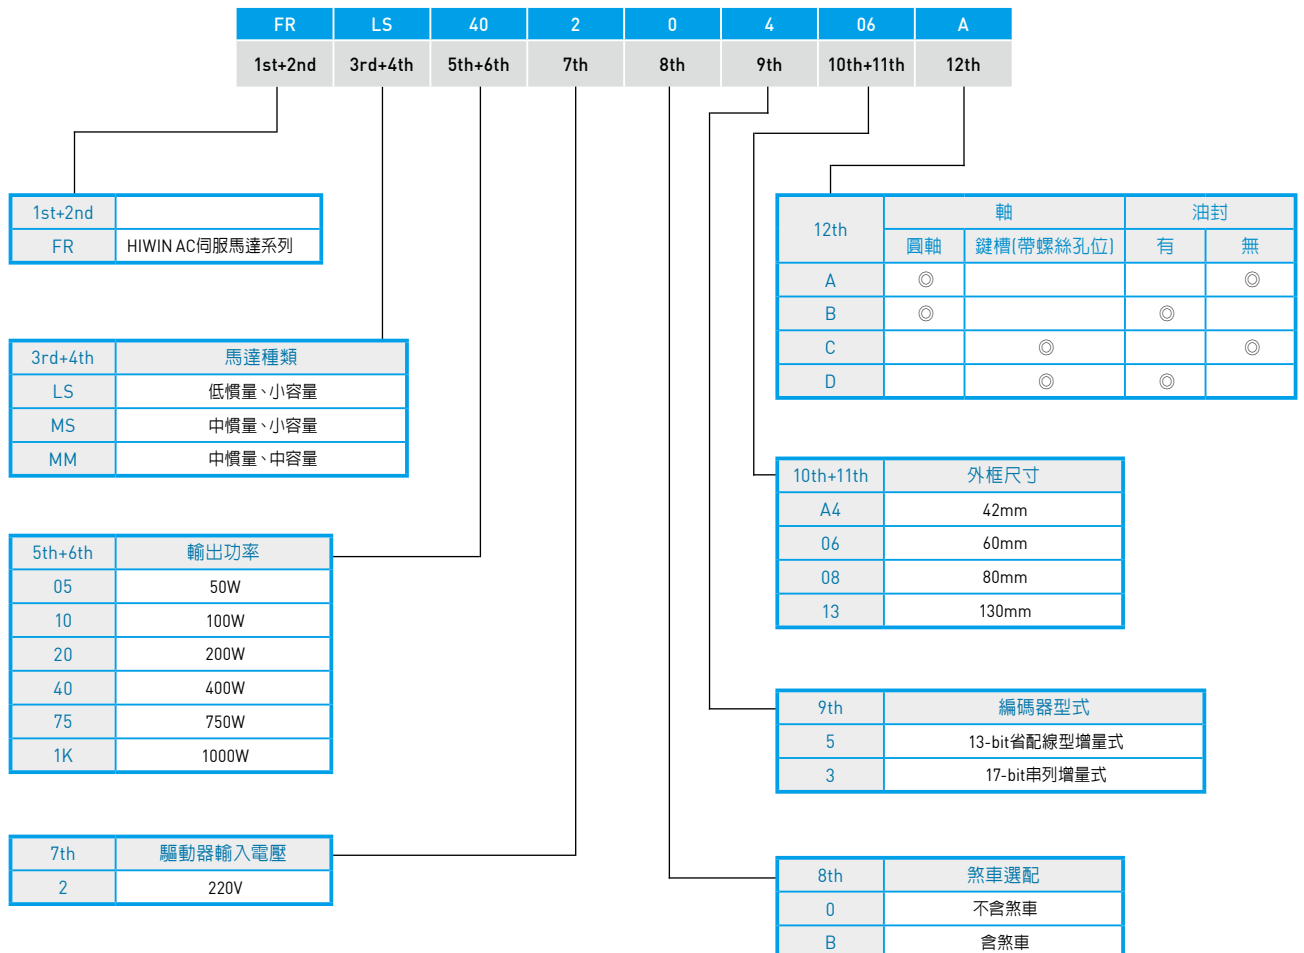 FR LS 40 2 0 4 06 A
1st+2nd 3rd+4th 5th+6th 7th 8th 9th 10th+11th 12th
1st+2nd
FR HIWIN AC伺服馬達系列
3rd+4th 馬達種類
LS 低慣量、小容量
MS 中慣量、小容量
MM 中慣量、中容量
5th+6th 輸出功率
05 50W
10 100W
20 200W
40 400W
75 750W
1K 1000W
7th 驅動器輸入電壓
2 220V
12th 軸 油封
圓軸 鍵槽(帶螺絲孔位) 有 無
A ◎ ◎
B ◎ ◎
C ◎ ◎
D ◎ ◎
10th+11th 外框尺寸
A4 42mm
06 60mm
08 80mm
13 130mm
9th 編碼器型式
5 13-bit省配線型增量式
3 17-bit串列增量式
8th 煞車選配
0 不含煞車
B 含煞車